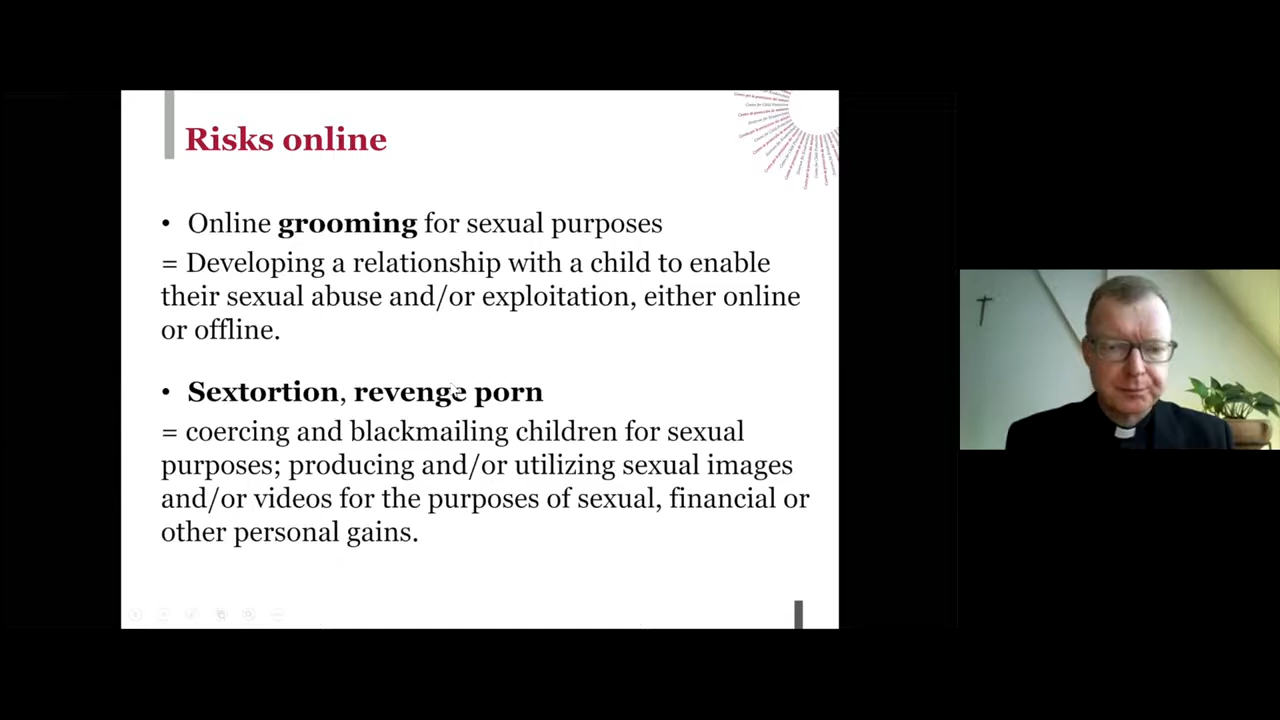 Risks online
• Online grooming for sexual purposes
= Developing a relationship with a child to enable
their sexual abuse and/or exploitation, either online
or offline.
• Sextortion, revenge porn
= coercing and blackmailing children for sexual
purposes; producing and/or utilizing sexual images
and/or videos for the purposes of sexual, financial or
other personal gains.